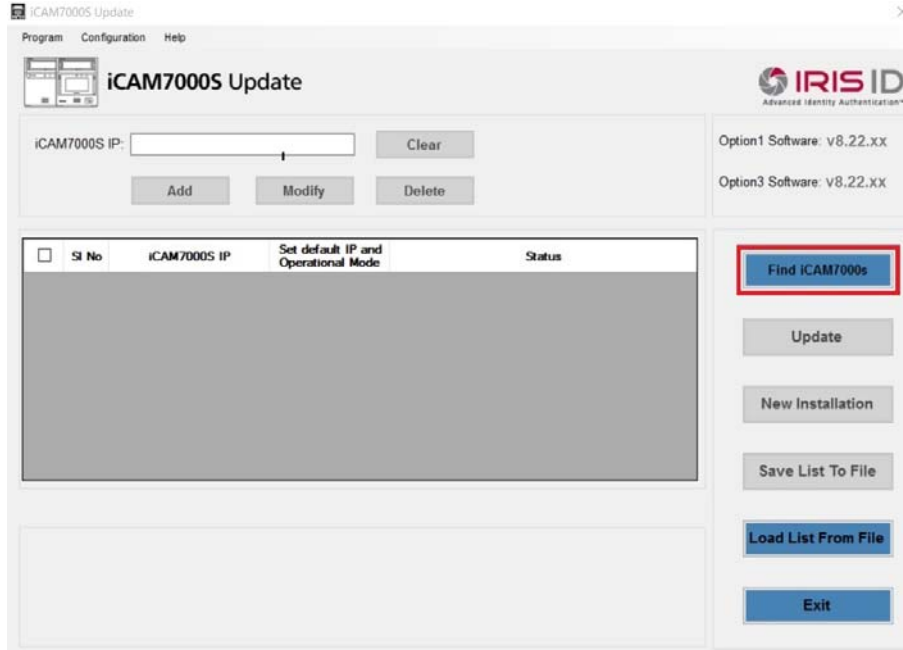 iCAM7000S Update
Program Configuration Help
iCAM7000S Update
IRIS ID
Advanced Identity Authentication
iCAM7000S IP:
Clear
Add Modify Delete
Option1 Software: v8.22.xx
Option3 Software: v8.22.xx
SI No
iCAM7000S IP
Set default IP and
Operational Mode
Status
Find iCAM7000s
Update
New Installation
Save List To File
Load List From File
Exit